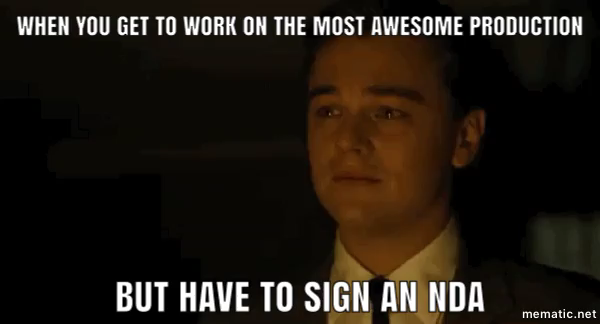 WHEN YOU GET TO WORK ON THE MOST AWESOME PRODUCTION
BUT HAVE TO SIGN AN NDA
mematic.net